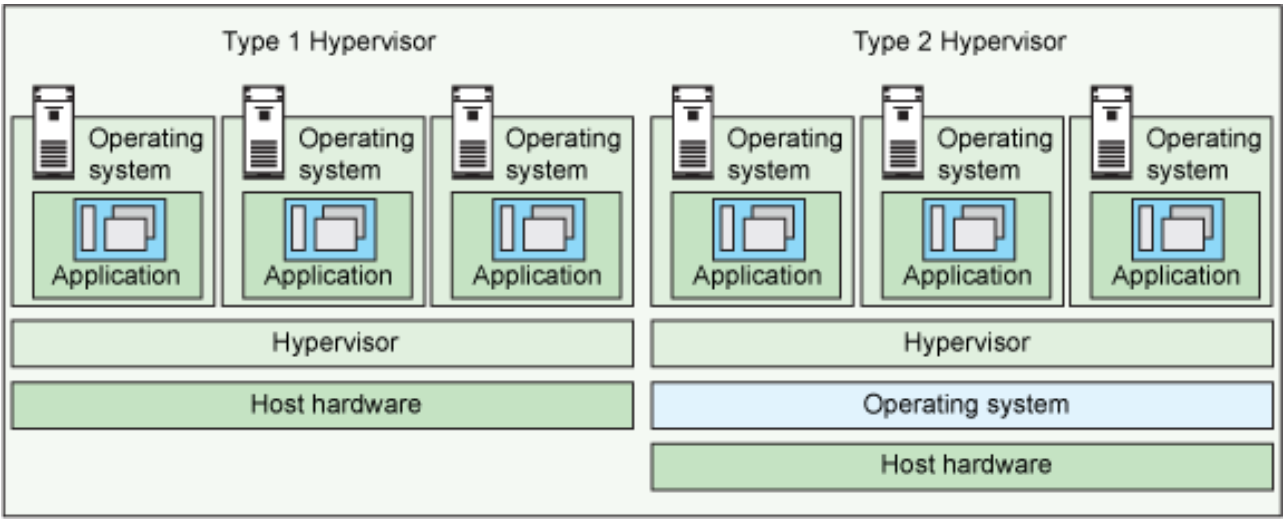 Type 1 Hypervisor
Operating
system
Application
Operating
system
Application
Operating
system
Application
Hypervisor
Host hardware
Type 2 Hypervisor
Operating
system
Application
Operating
system
Application
Operating
system
Application
Hypervisor
Operating system
Host hardware